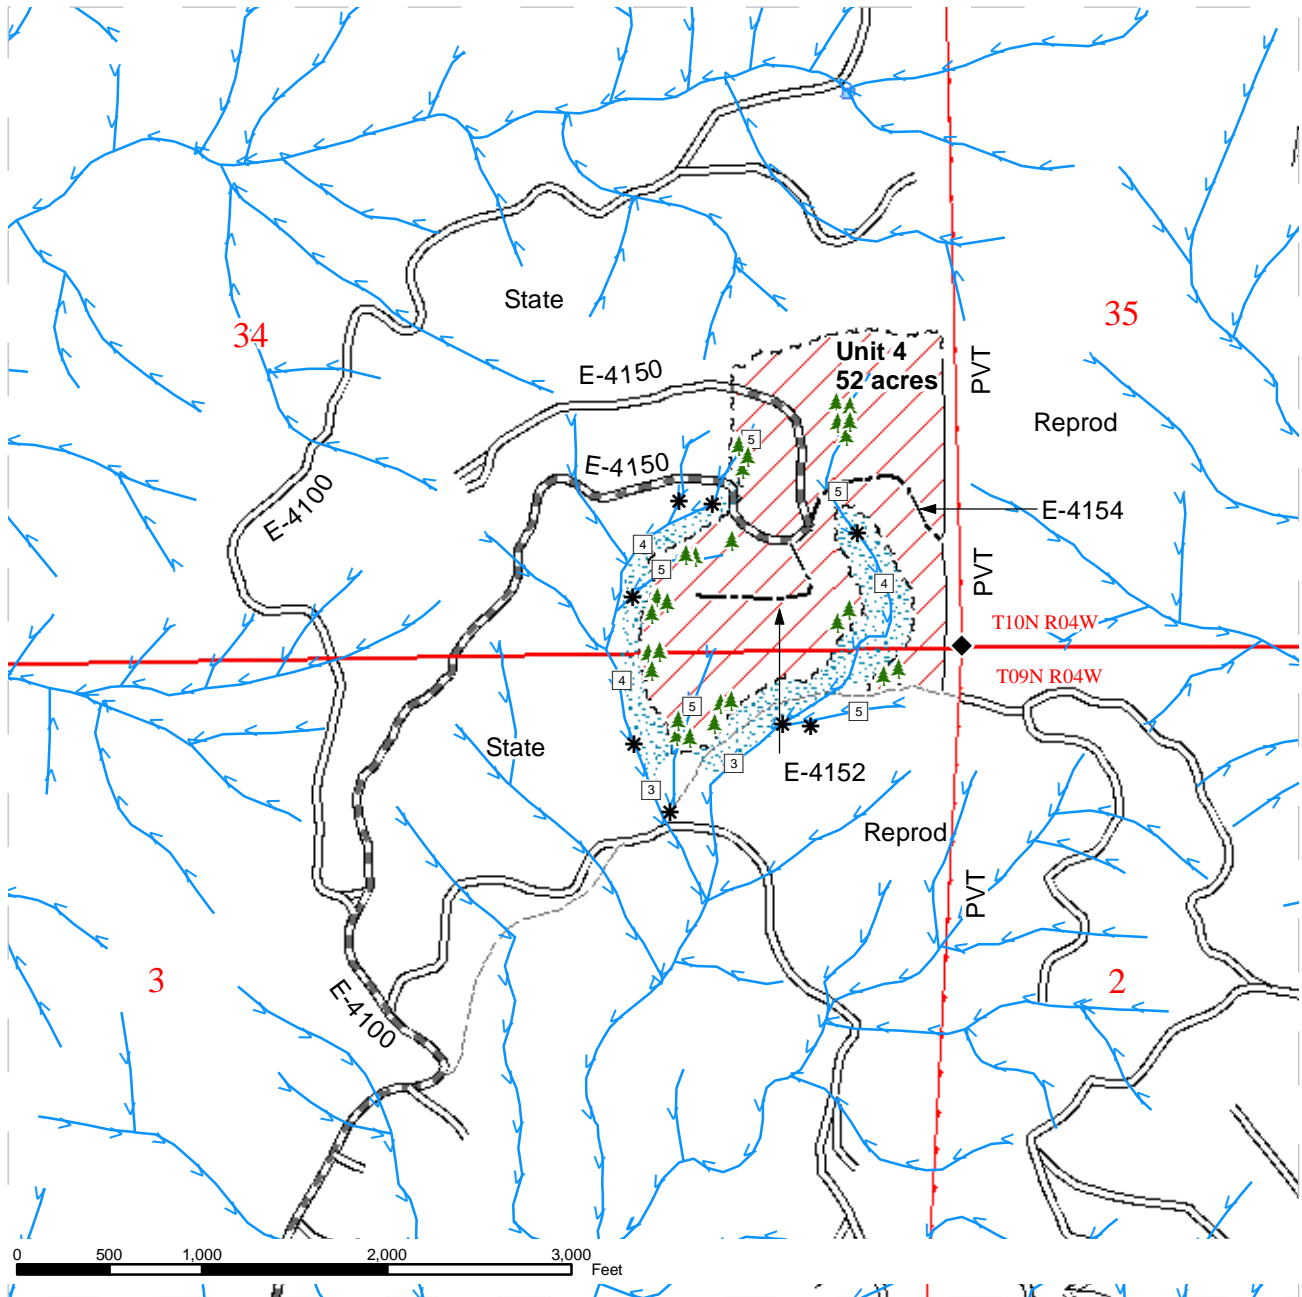 State
34
35
Unit 4
52 acres
PVT
E-4150
Reprod
5
E-4150
E-4100
5
E-4154
4
5
4
PVT
T10N R04W
T09N R04W
4
5
5
State
3
E-4152
3
Reprod
PVT
3
2
E-4100
0 500 1,000 2,000 3,000
Feet